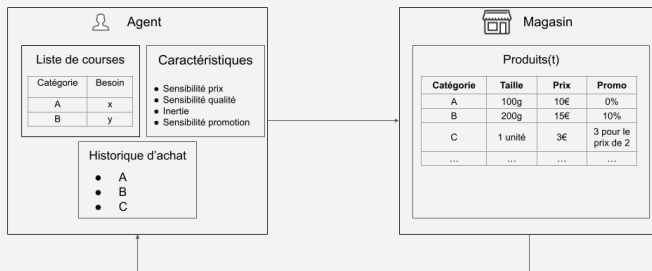 Agent
Liste de courses
Catégorie Besoin
A x
B y
Caractéristiques
● Sensibilité prix
● Sensibilité qualité
● Inertie
● Sensibilité promotion
Historique d'achat
● A
● B
● C
Magasin
Produits(t)
Catégorie Taille Prix Promo
A 100g 10€ 0%
B 200g 15€ 10%
C 1 unité 3€ 3 pour le
prix de 2
... ... ... ...